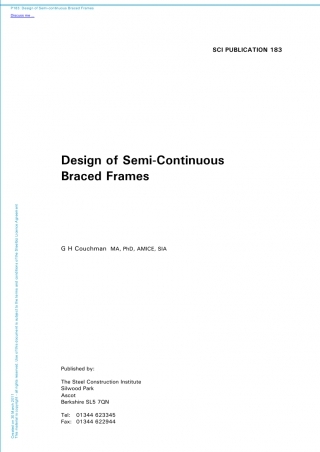 P183: Design of Semi-continuous Braced Frames
Discuss me ...
SCI PUBLICATION 183
Design of Semi-Continuous
Braced Frames
G H Couchman MA, PhD, AMICE, SIA
Published by:
The Steel Construction Institute
Silwood Park
Ascot
Berkshire SL5 7QN
Tel: 01344 623345
Fax: 01344 622944
Created on 30 March 2011
This material is copyright - all rights reserved. Use of this document is subject to the terms and conditions of the Steelbiz Licence Agreement